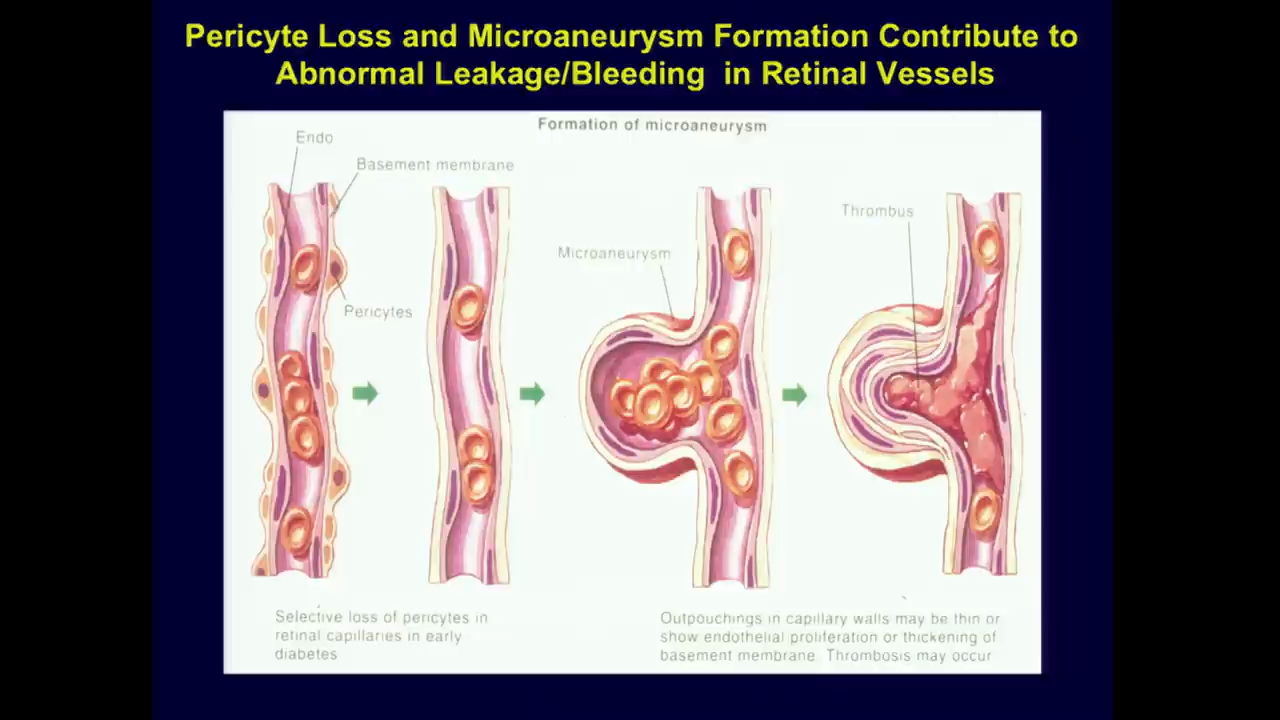 Pericyte Loss and Microaneurysm Formation Contribute to
Abnormal Leakage/Bleeding in Retinal Vessels
Formation of microaneurysm
Endo
Basement membrane
Thrombus
Microaneurysm
Pericytes
Selective loss of pericytes in
retinal capillaries in early
diabetes
Outpouchings in capillary walls may be thin or
show endothelial proliferation or thickening of
basement membrane Thrombosis may occur